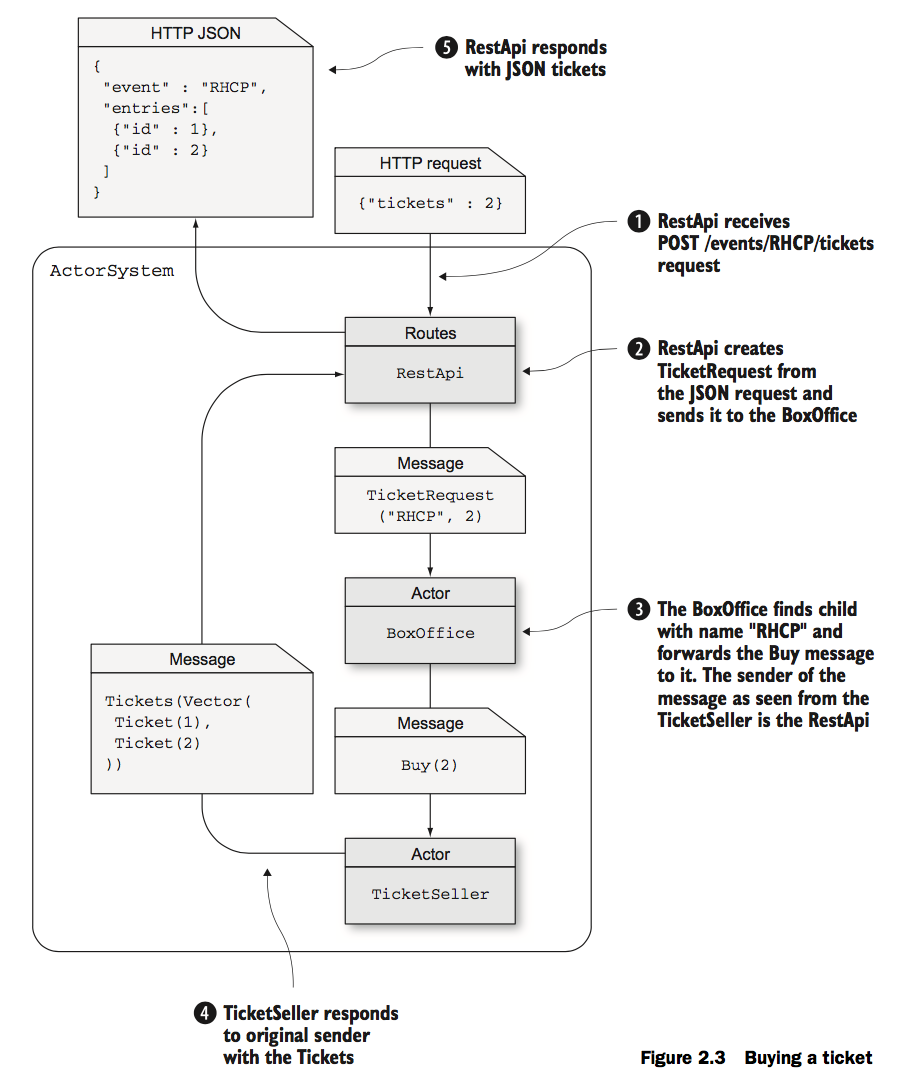 HTTP JSON
{
"event" : "RHCP",
"entries":[
{"id" : 1},
{"id" : 2}
]
}
5 RestApi responds
with JSON tickets
HTTP request
{"tickets" : 2}
1 RestApi receives
POST /events/RHCP/tickets
request
ActorSystem
Routes
RestApi
2 RestApi creates
TicketRequest from
the JSON request and
sends it to the BoxOffice
Message
TicketRequest
("RHCP", 2)
Actor
BoxOffice
3 The BoxOffice finds child
with name "RHCP" and
forwards the Buy message
to it. The sender of the
message as seen from the
TicketSeller is the RestApi
Message
Tickets(Vector(
Ticket(1),
Ticket(2)
))
Message
Buy(2)
Actor
TicketSeller
4 TicketSeller responds
to original sender
with the Tickets
Figure 2.3 Buying a ticket